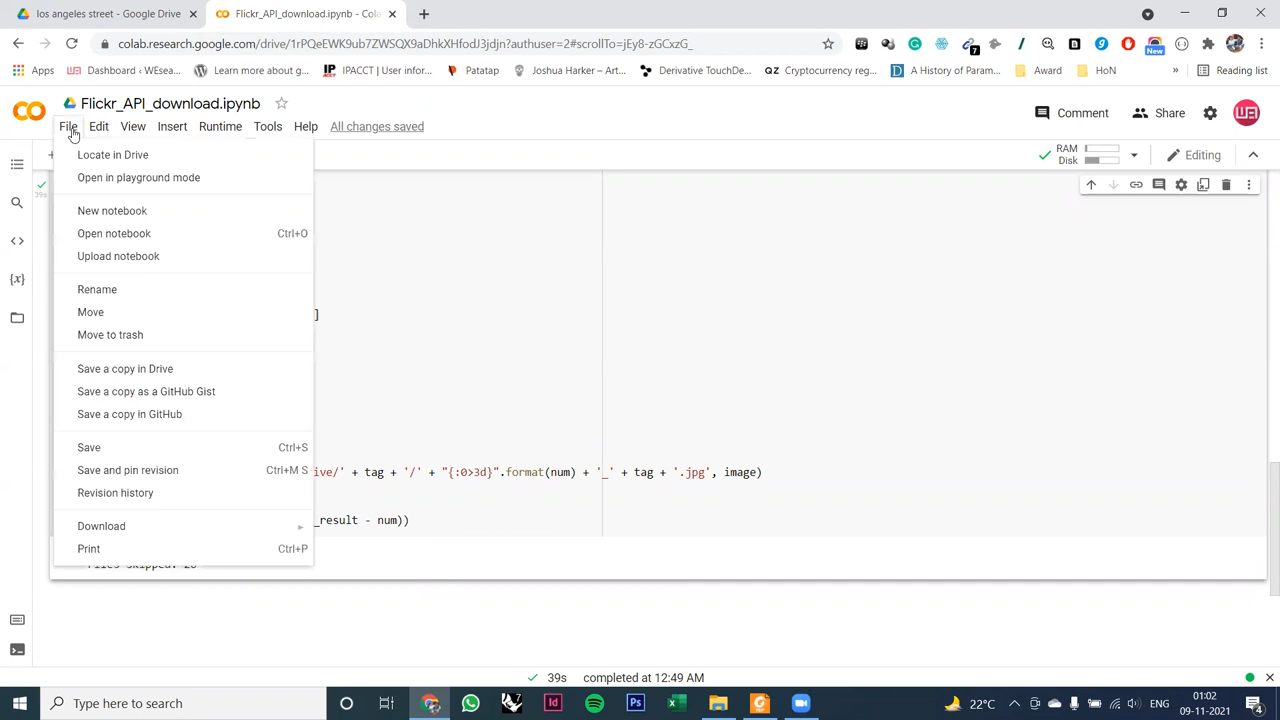 los angeles street - Google Drive
Flickr_API_download.ipynb - Col
colab.research.google.com/drive/1rPQeEWK9ub7ZWSQX9aThkXlfodJ3jdjn?authuser=2#scrollTo=jEy8-zGCxzG_
Apps
Dashboard ‹ WEsea...
Learn more about g...
IPACCT |User infor...
Patatap
Joshua Harker – Art...
Derivative TouchDe...
QZ Cryptocurrency reg...
A History of Param...
Award
HoN
»
Reading list
Flickr_API_download.ipynb
Comment
Share
File Edit View Insert Runtime Tools Help All changes saved
RAM
Disk
Editing
Locate in Drive
Open in playground mode
39s
New notebook
Open notebook Ctrl+O
Upload notebook
Rename
Move
]
Move to trash
Save a copy in Drive
Save a copy as a GitHub Gist
Save a copy in GitHub
Save Ctrl+S
Save and pin revision Ctrl+M S
ive/' + tag + '/' + "{:0>3d}".format(num) + '_' + tag + '.jpg', image)
Revision history
Download
_result - num))
Print Ctrl+P
39s completed at 12:49 AM
Type here to search
22°C
ENG
01:02
09-11-2021
4